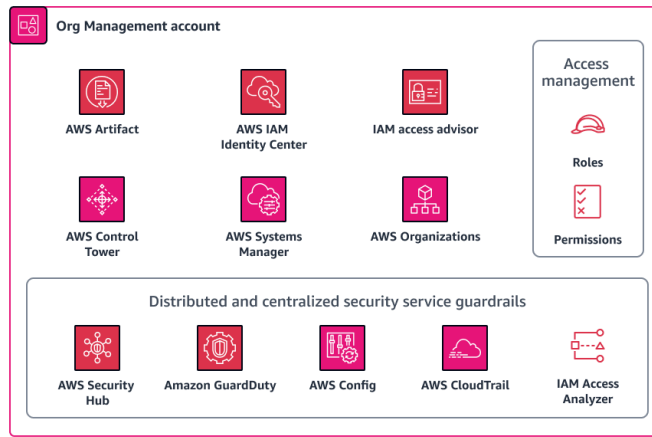 Org Management account
Access
management
AWS Artifact
AWS IAM
Identity Center
IAM access advisor
Roles
AWS Control
Tower
AWS Systems
Manager
AWS Organizations
Permissions
Distributed and centralized security service guardrails
AWS Security
Hub
Amazon GuardDuty
AWS Config
AWS CloudTrail
IAM Access
Analyzer